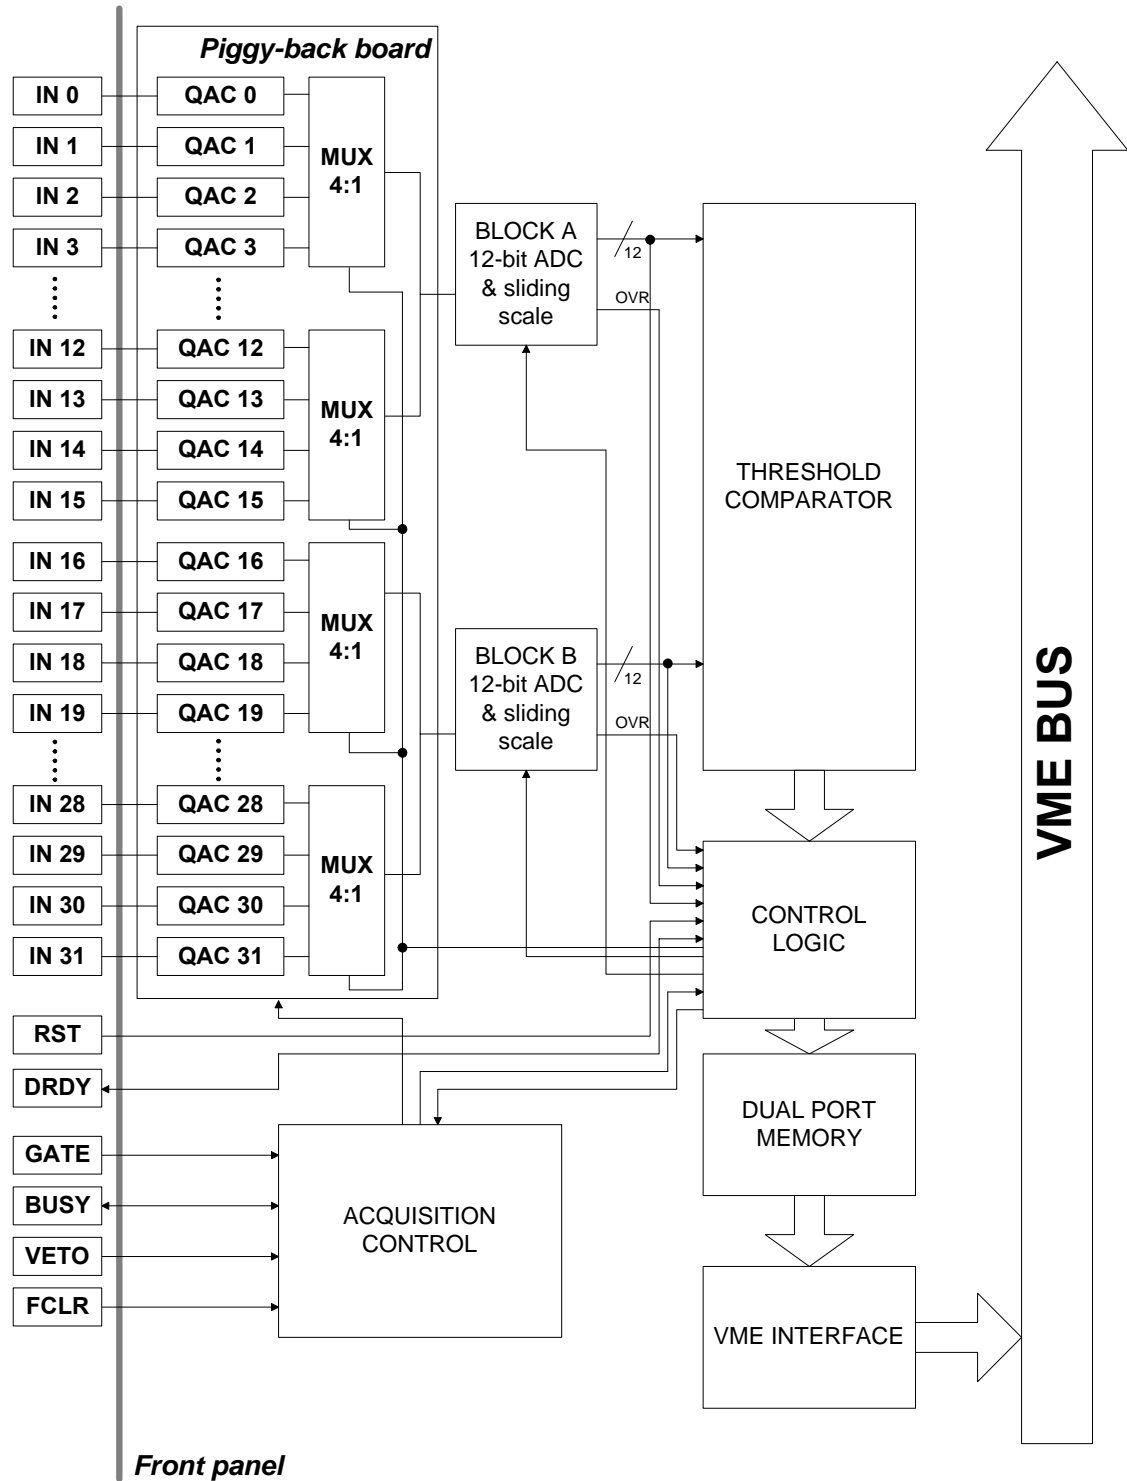 Piggy-back board
IN 0
QAC 0
IN 1
QAC 1
IN 2
QAC 2
IN 3
QAC 3
MUX
4:1
IN 12
QAC 12
IN 13
QAC 13
IN 14
QAC 14
IN 15
QAC 15
MUX
4:1
IN 16
QAC 16
IN 17
QAC 17
IN 18
QAC 18
IN 19
QAC 19
MUX
4:1
IN 28
QAC 28
IN 29
QAC 29
IN 30
QAC 30
IN 31
QAC 31
MUX
4:1
BLOCK A
12-bit ADC
& sliding
scale
12
OVR
BLOCK B
12-bit ADC
& sliding
scale
12
OVR
THRESHOLD
COMPARATOR
CONTROL
LOGIC
DUAL PORT
MEMORY
VME INTERFACE
VME BUS
RST
DRDY
GATE
BUSY
VETO
FCLR
ACQUISITION
CONTROL
Front panel